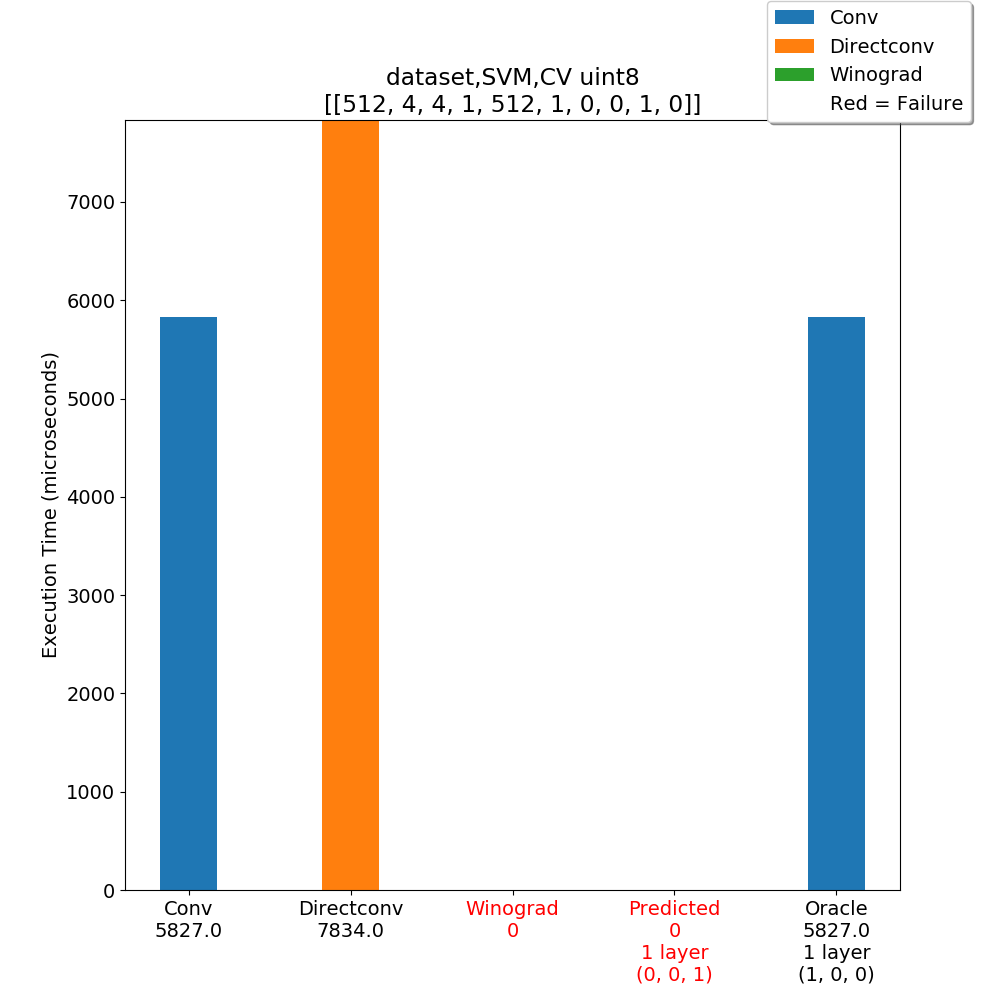 Conv
Directconv
Winograd
Red = Failure
dataset,SVM,CV uint8
[[512, 4, 4, 1, 512, 1, 0, 0, 1, 0]]
Execution Time (microseconds)
7000
6000
5000
4000
3000
2000
1000
0
Conv
5827.0
Directconv
7834.0
Winograd
0
Predicted
0
1 layer
(0, 0, 1)
Oracle
5827.0
1 layer
(1, 0, 0)